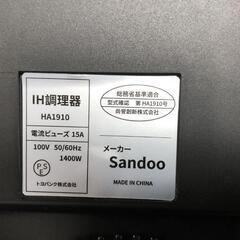 IH調理器
HA1910
電流ヒューズ 15A
100V 50/60Hz
1400W
PS
E
トヨバンク株式会社
総務省基準適合
型式確認 第HA1910号
尚管創新株式会社
メーカー
Sandoo
MADE IN CHINA